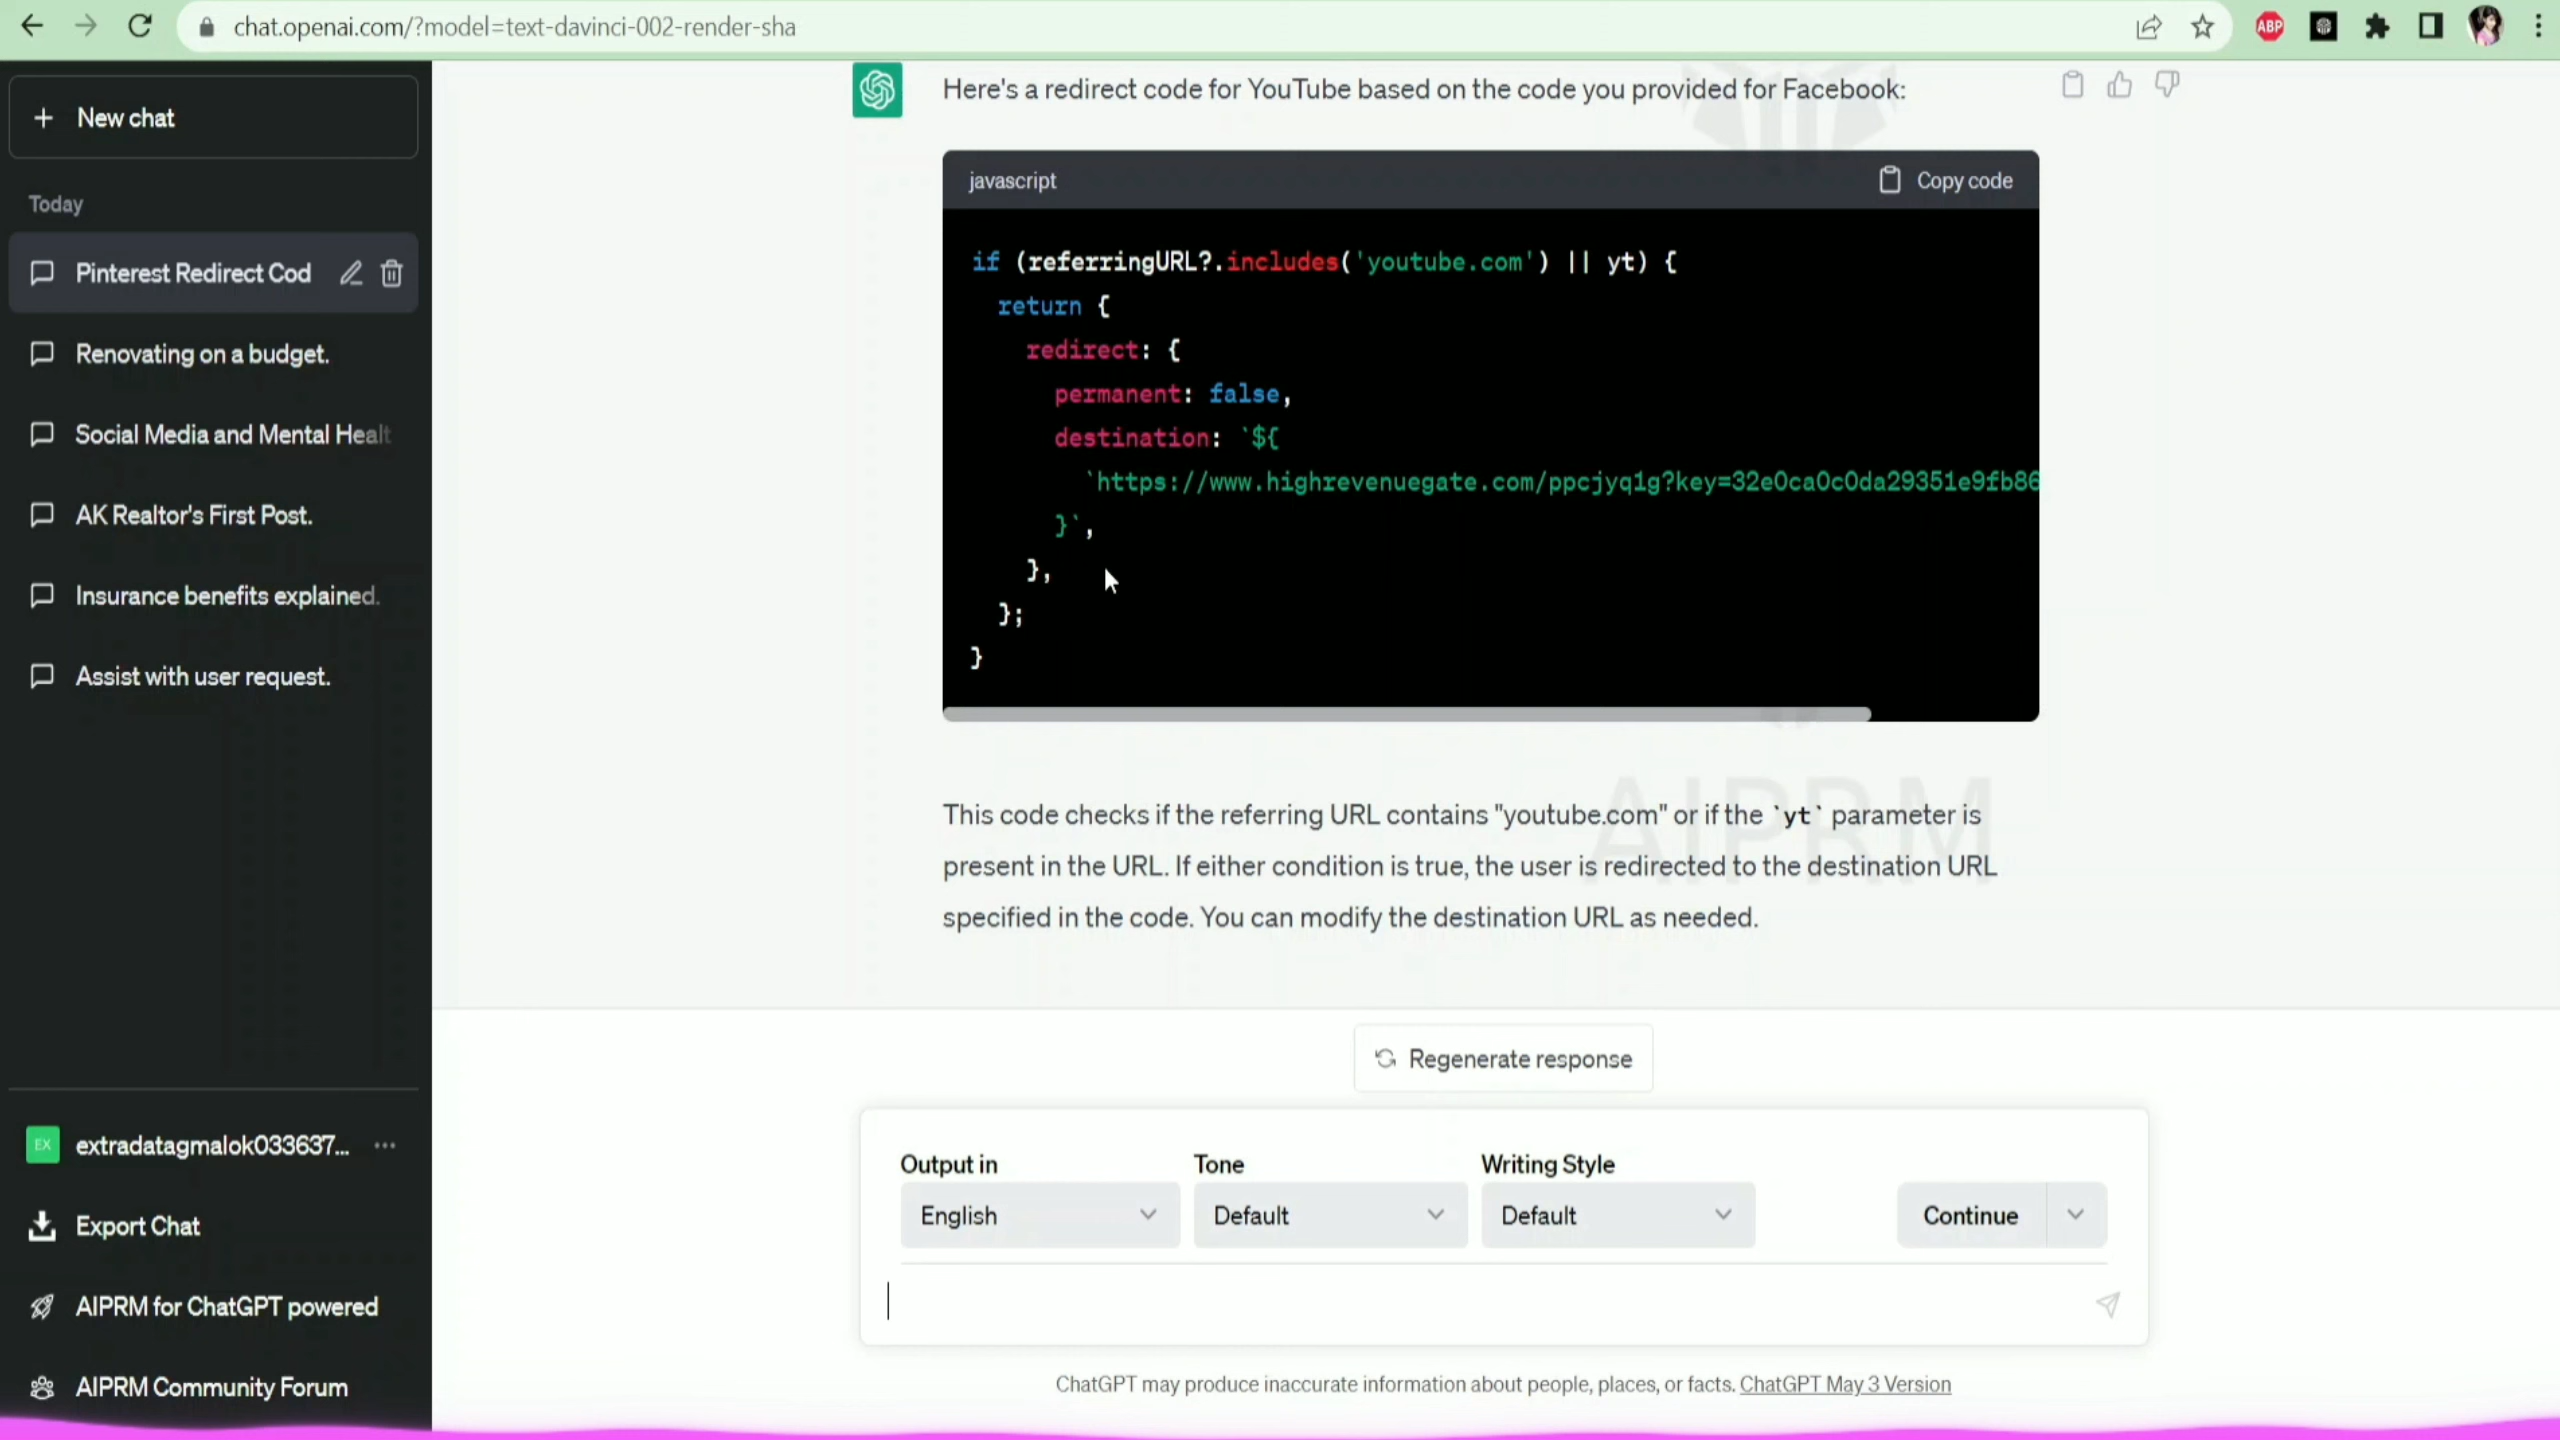 chat.openai.com/?model=text-davinci-002-render-sha
ABP
New chat
Today
Pinterest Redirect Cod
Renovating on a budget.
Social Media and Mental Healt
AK Realtor's First Post.
Insurance benefits explained.
Assist with user request.
EX
extradatagmalok033637...
Export Chat
AIPRM for ChatGPT powered
AIPRM Community Forum
Here's a redirect code for YouTube based on the code you provided for Facebook:
javascript
Copy code
if (referringURL?.includes('youtube.com') || yt) {
return {
redirect: {
permanent: false,
destination: `${
`https://www.highrevenuegate.com/ppcjyq1g?key=32e0ca0c0da29351e9fb86
}`,
},
};
}
AIPRM
This code checks if the referring URL contains "youtube.com" or if the `yt` parameter is
present in the URL. If either condition is true, the user is redirected to the destination URL
specified in the code. You can modify the destination URL as needed.
Regenerate response
Output in
Tone
Writing Style
English
Default
Default
Continue
ChatGPT may produce inaccurate information about people, places, or facts. ChatGPT May 3 Version